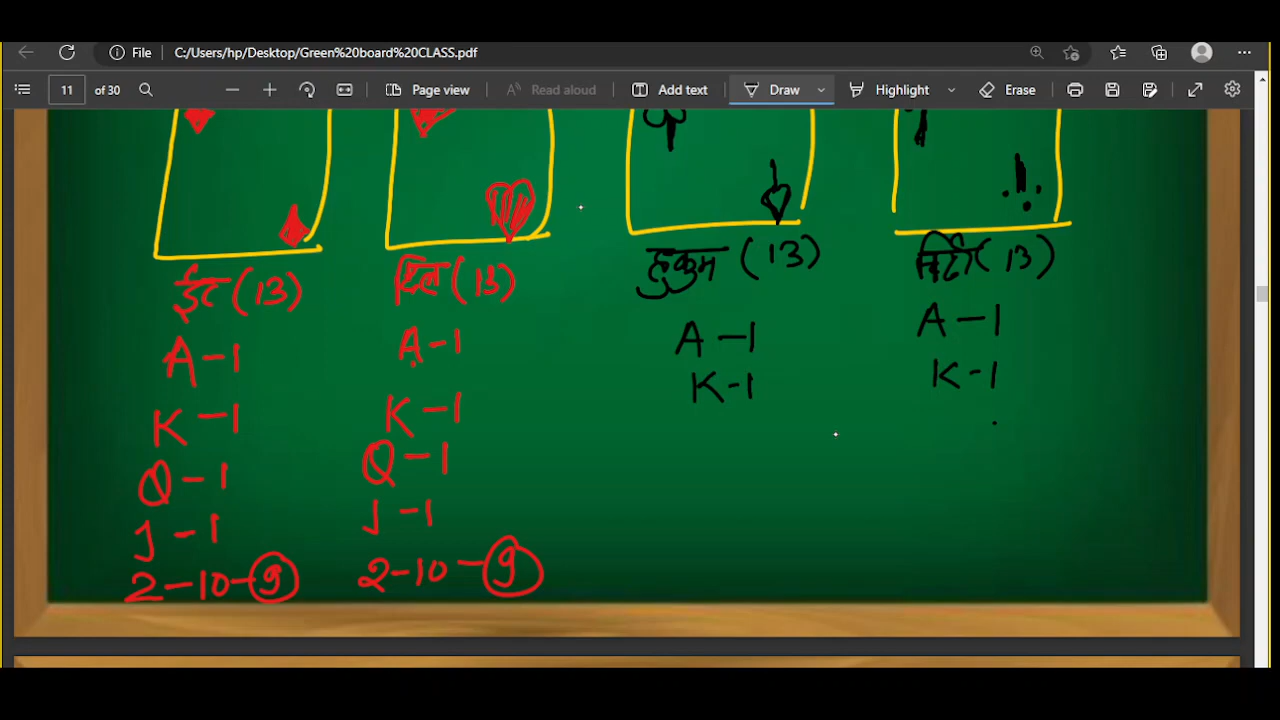 File C:/Users/hp/Desktop/Green%20board%20CLASS.pdf
11 of 30 Page view Read aloud Add text Draw Highlight Erase
ईट (13)
A - 1
K - 1
Q - 1
J - 1
2 - 10 - 9
दिल (13)
A - 1
K - 1
Q - 1
J - 1
2 - 10 - 9
हुकुम (13)
A - 1
K - 1
(13)
A - 1
K - 1